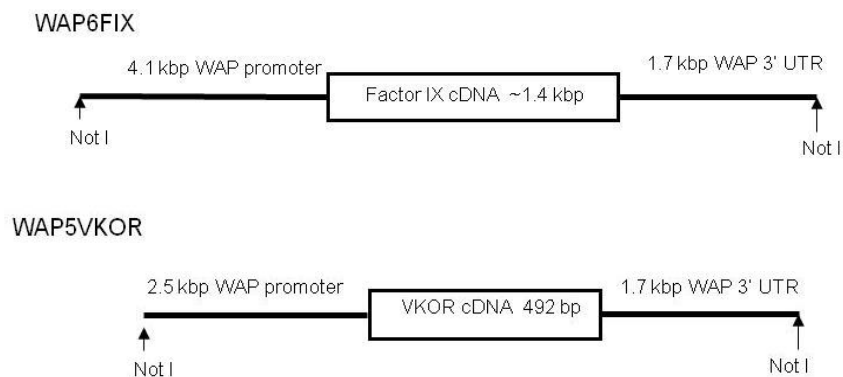 WAP6FIX
4.1 kbp WAP promoter
1.7 kbp WAP 3' UTR
Factor IX cDNA ~1.4 kbp
Not I
Not I
WAP5VKOR
2.5 kbp WAP promoter
1.7 kbp WAP 3' UTR
VKOR cDNA 492 bp
Not I
Not I